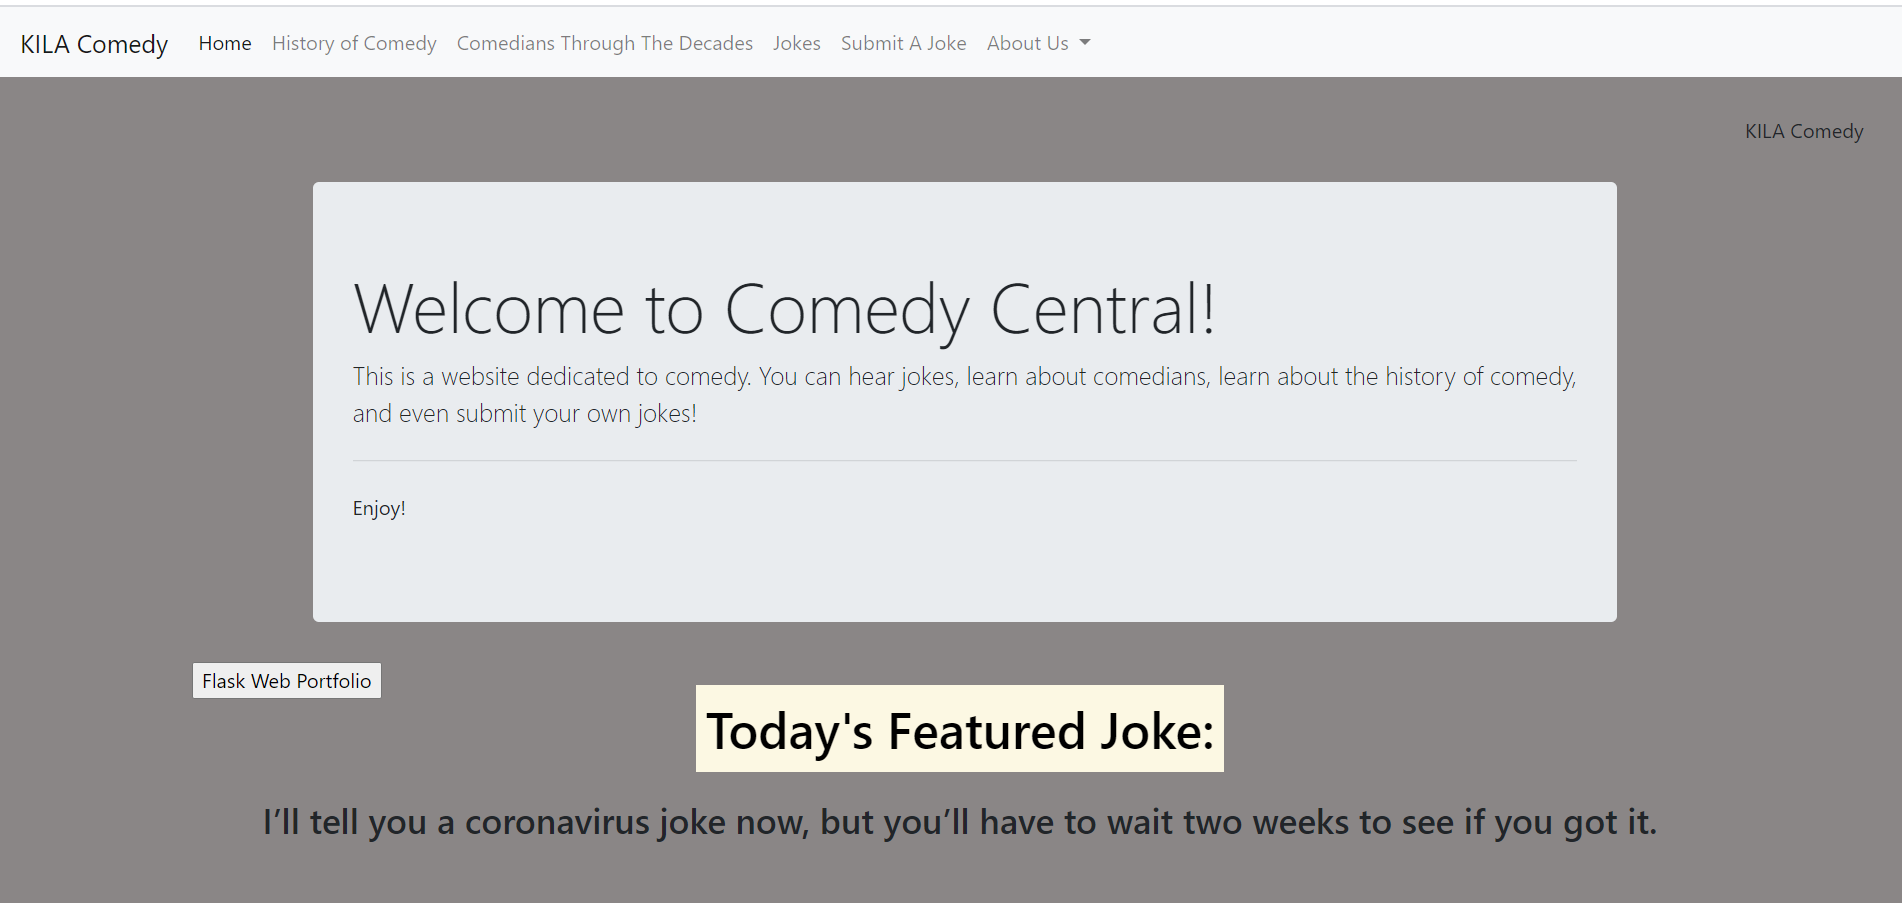 KILA Comedy Home History of Comedy Comedians Through The Decades Jokes Submit A Joke About Us
KILA Comedy
Welcome to Comedy Central!
This is a website dedicated to comedy. You can hear jokes, learn about comedians, learn about the history of comedy,
and even submit your own jokes!
Enjoy!
Flask Web Portfolio
Today's Featured Joke:
I’ll tell you a coronavirus joke now, but you’ll have to wait two weeks to see if you got it.